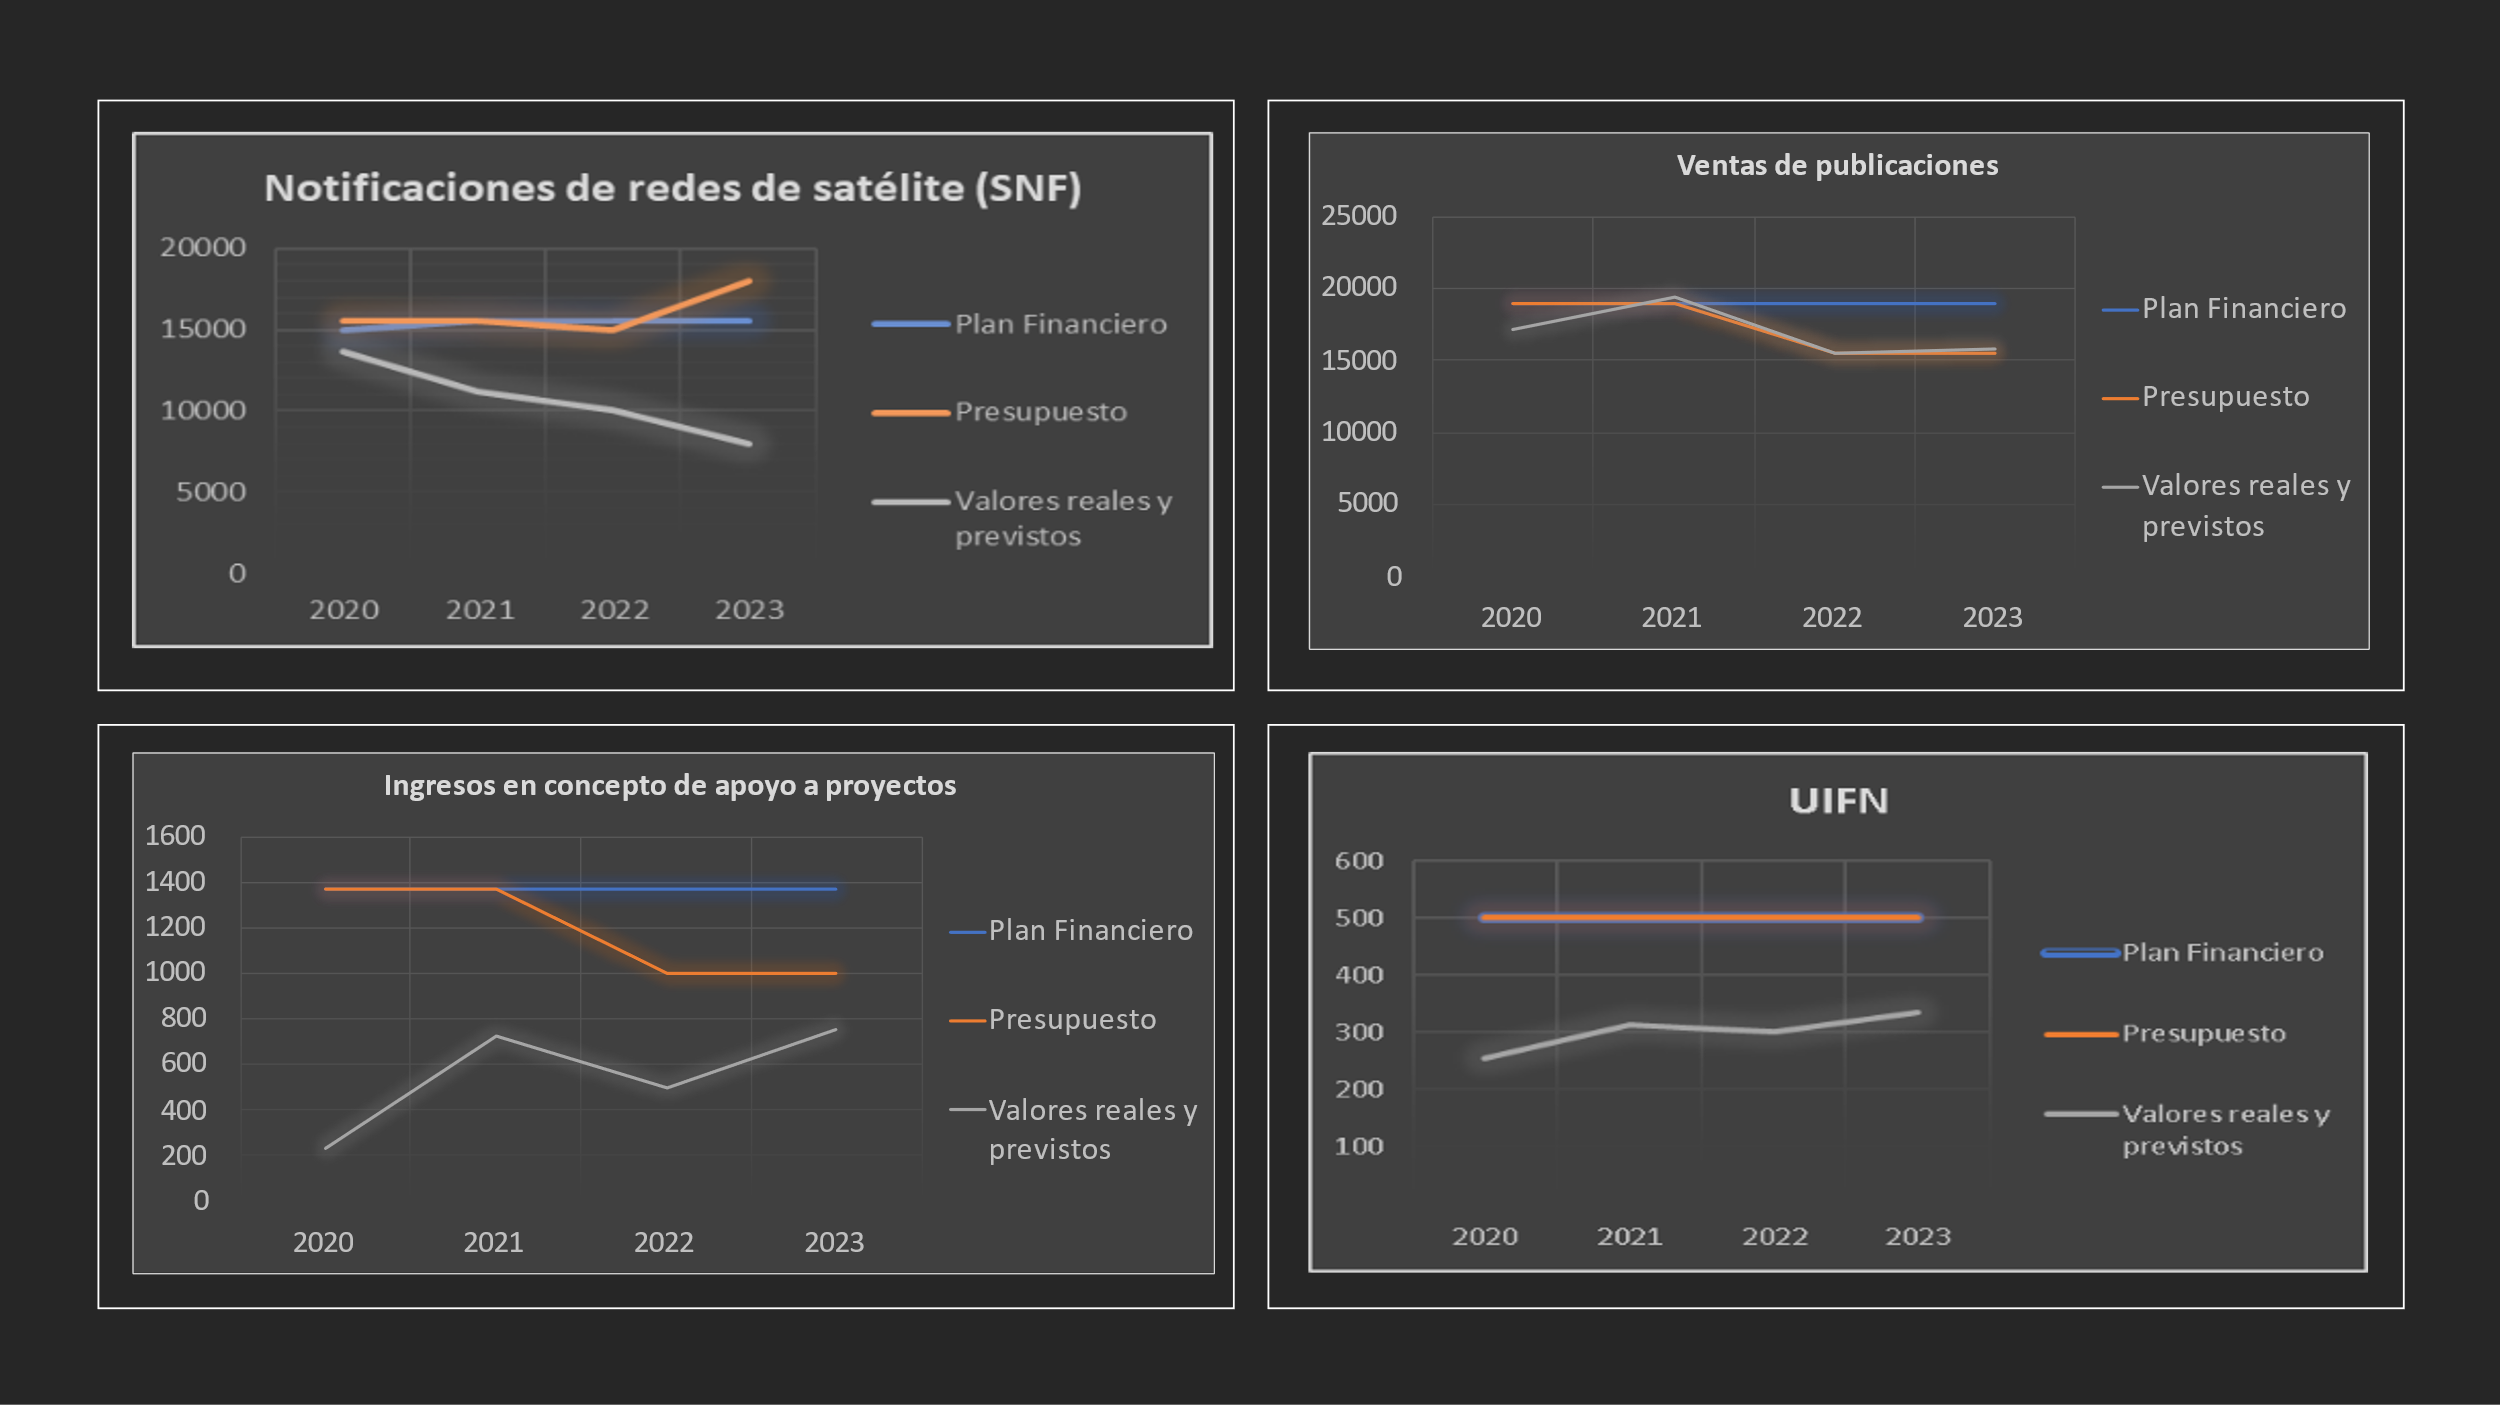 Notificaciones de redes de satélite (SNF)
20000
15000
10000
5000
0
2020 2021 2022 2023
Plan Financiero
Presupuesto
Valores reales y
previstos
Ventas de publicaciones
25000
20000
15000
10000
5000
0
2020 2021 2022 2023
Plan Financiero
Presupuesto
Valores reales y
previstos
Ingresos en concepto de apoyo a proyectos
1600
1400
1200
1000
800
600
400
200
0
2020 2021 2022 2023
Plan Financiero
Presupuesto
Valores reales y
previstos
UIFN
600
500
400
300
200
100
2020 2021 2022 2023
Plan Financiero
Presupuesto
Valores reales y
previstos